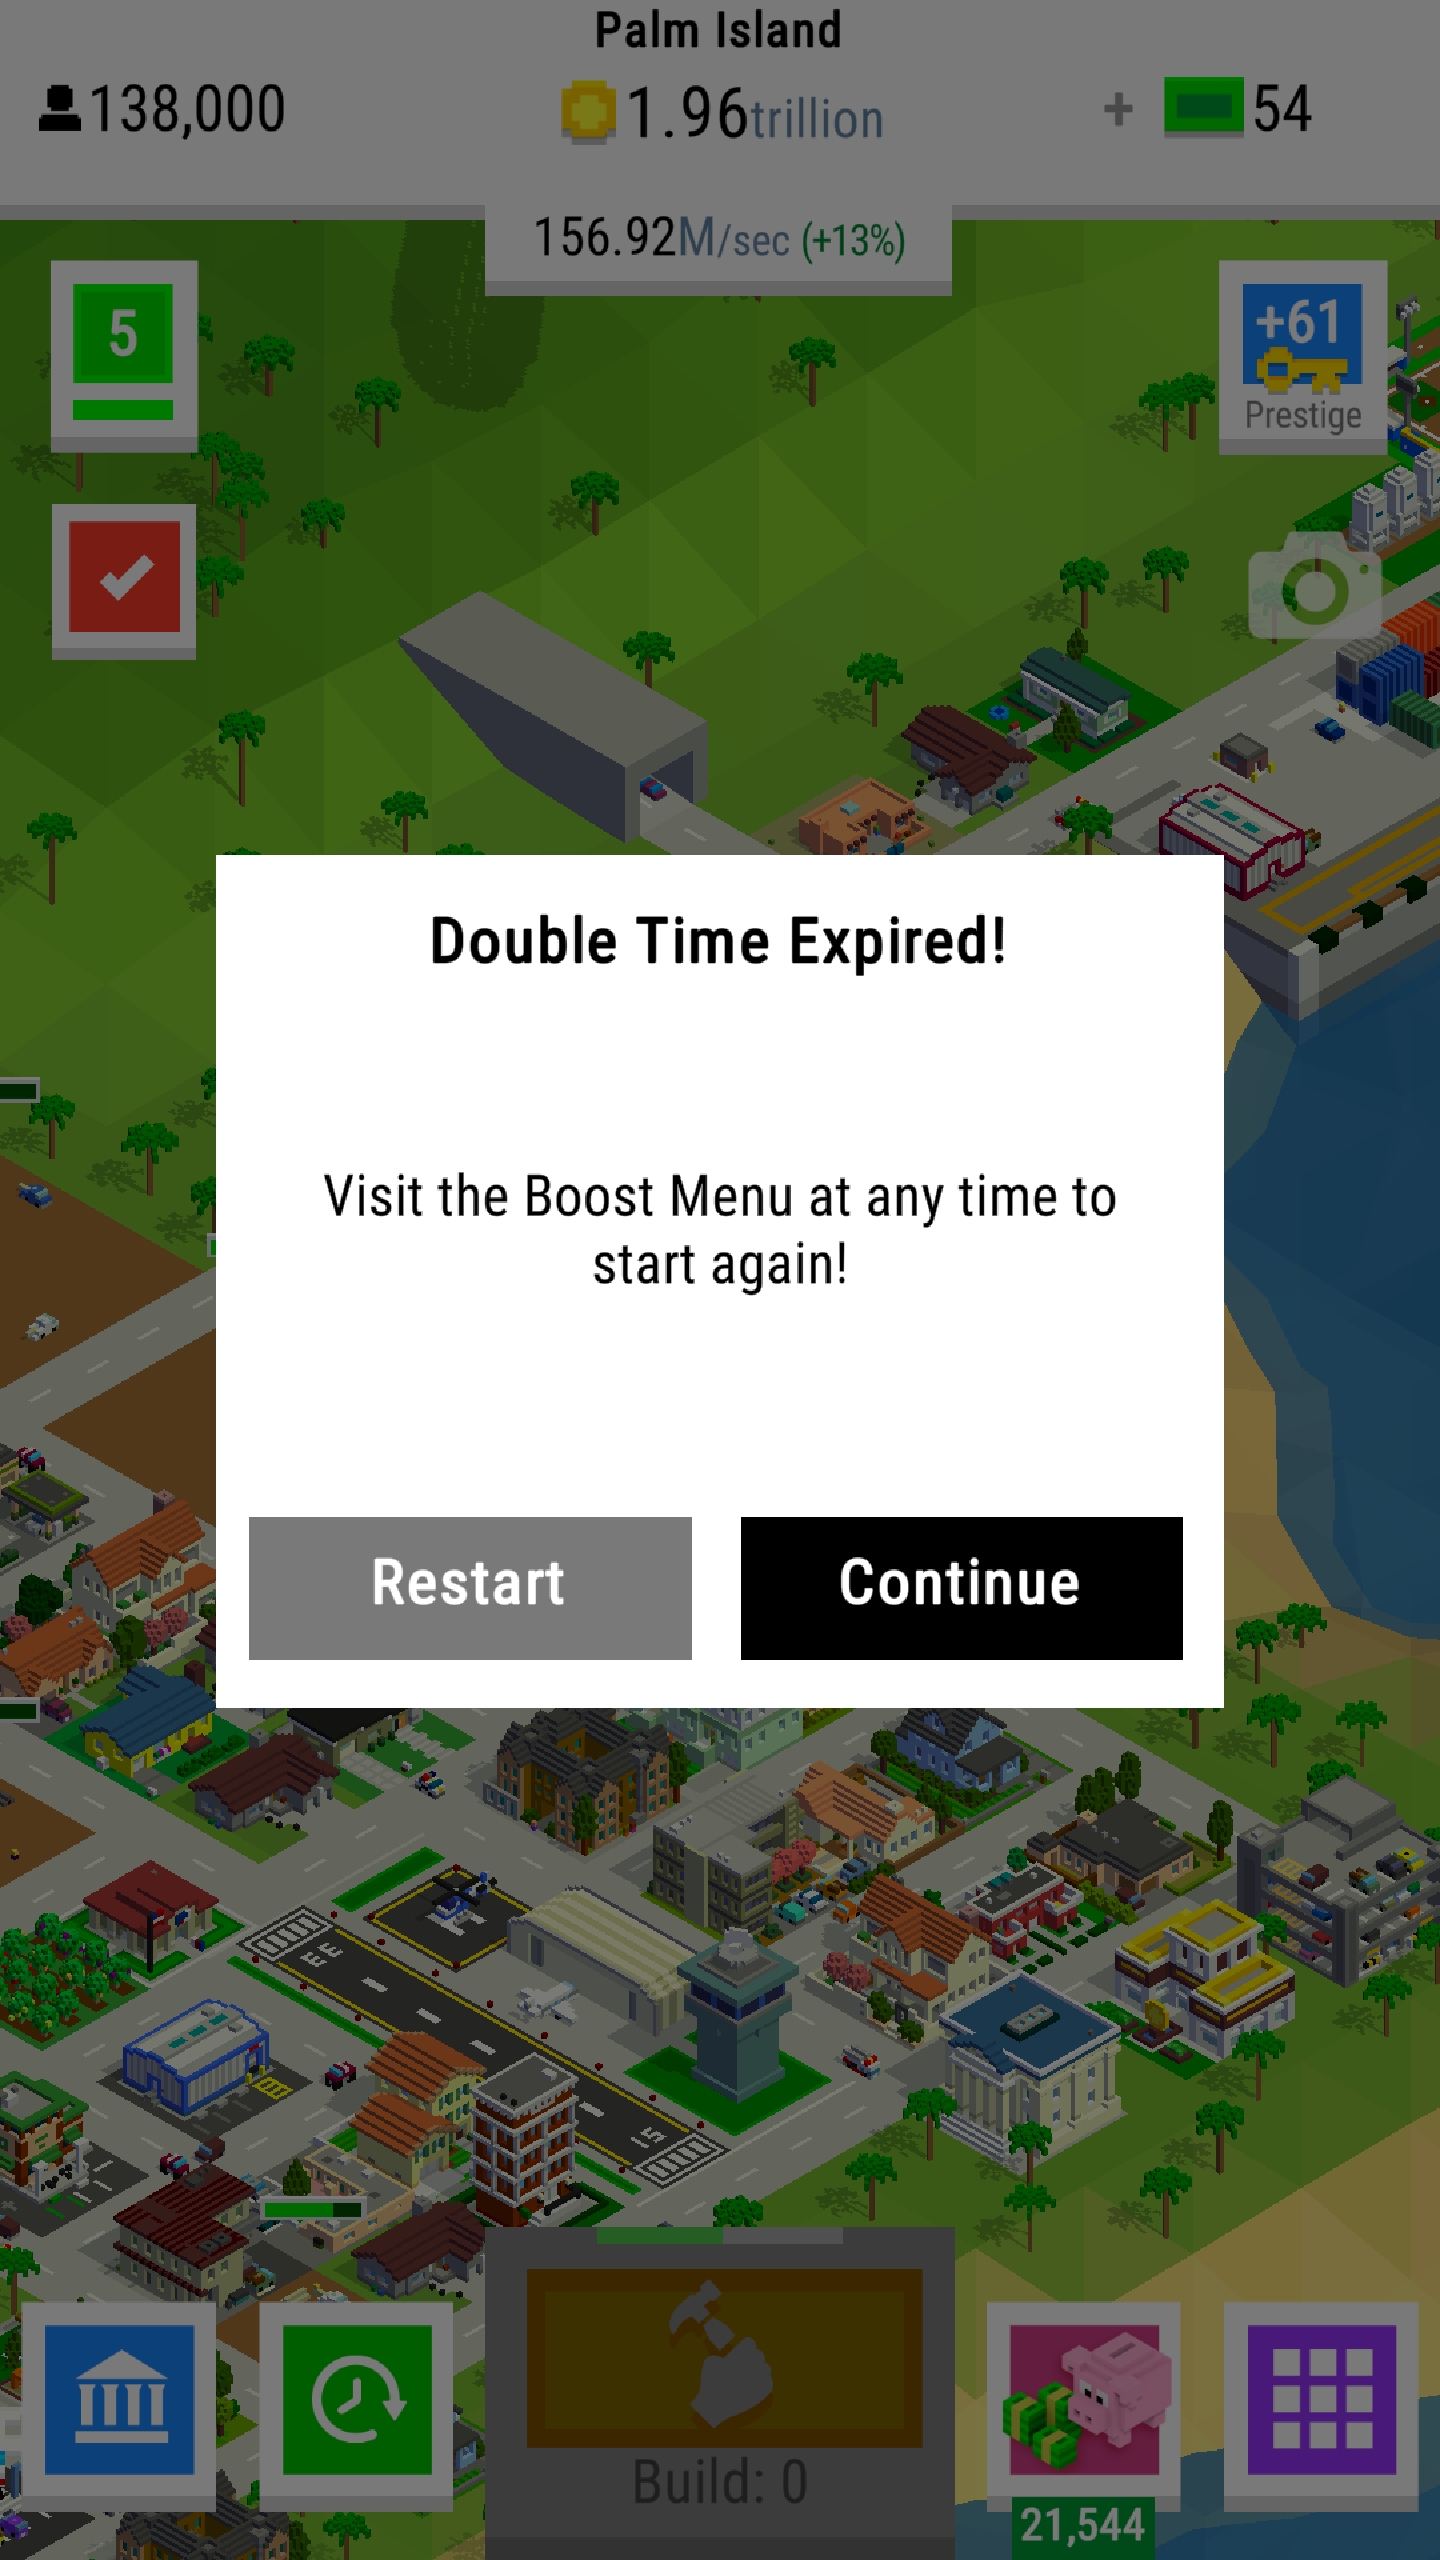 Palm Island
138,000
1.96trillion
+ 54
156.92M/sec (+13%)
5
+61
Prestige
Double Time Expired!
Visit the Boost Menu at any time to
start again!
Restart
Continue
15
Build: 0
21,544